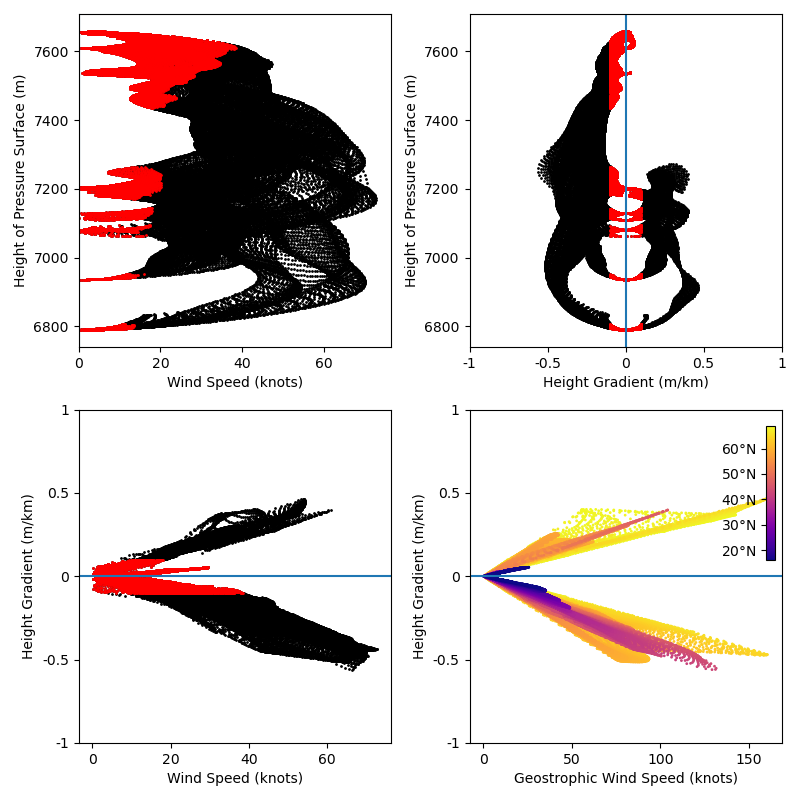 7600
7400
7200
7000
6800
Height of Pressure Surface (m)
0
20
40
60
Wind Speed (knots)
7600
7400
7200
7000
6800
Height of Pressure Surface (m)
-1
-0.5
0
0.5
1
Height Gradient (m/km)
1
0.5
0
-0.5
-1
Height Gradient (m/km)
0
20
40
60
Wind Speed (knots)
1
0.5
0
-0.5
-1
Height Gradient (m/km)
60°N
50°N
40°N
30°N
20°N
0
50
100
150
Geostrophic Wind Speed (knots)